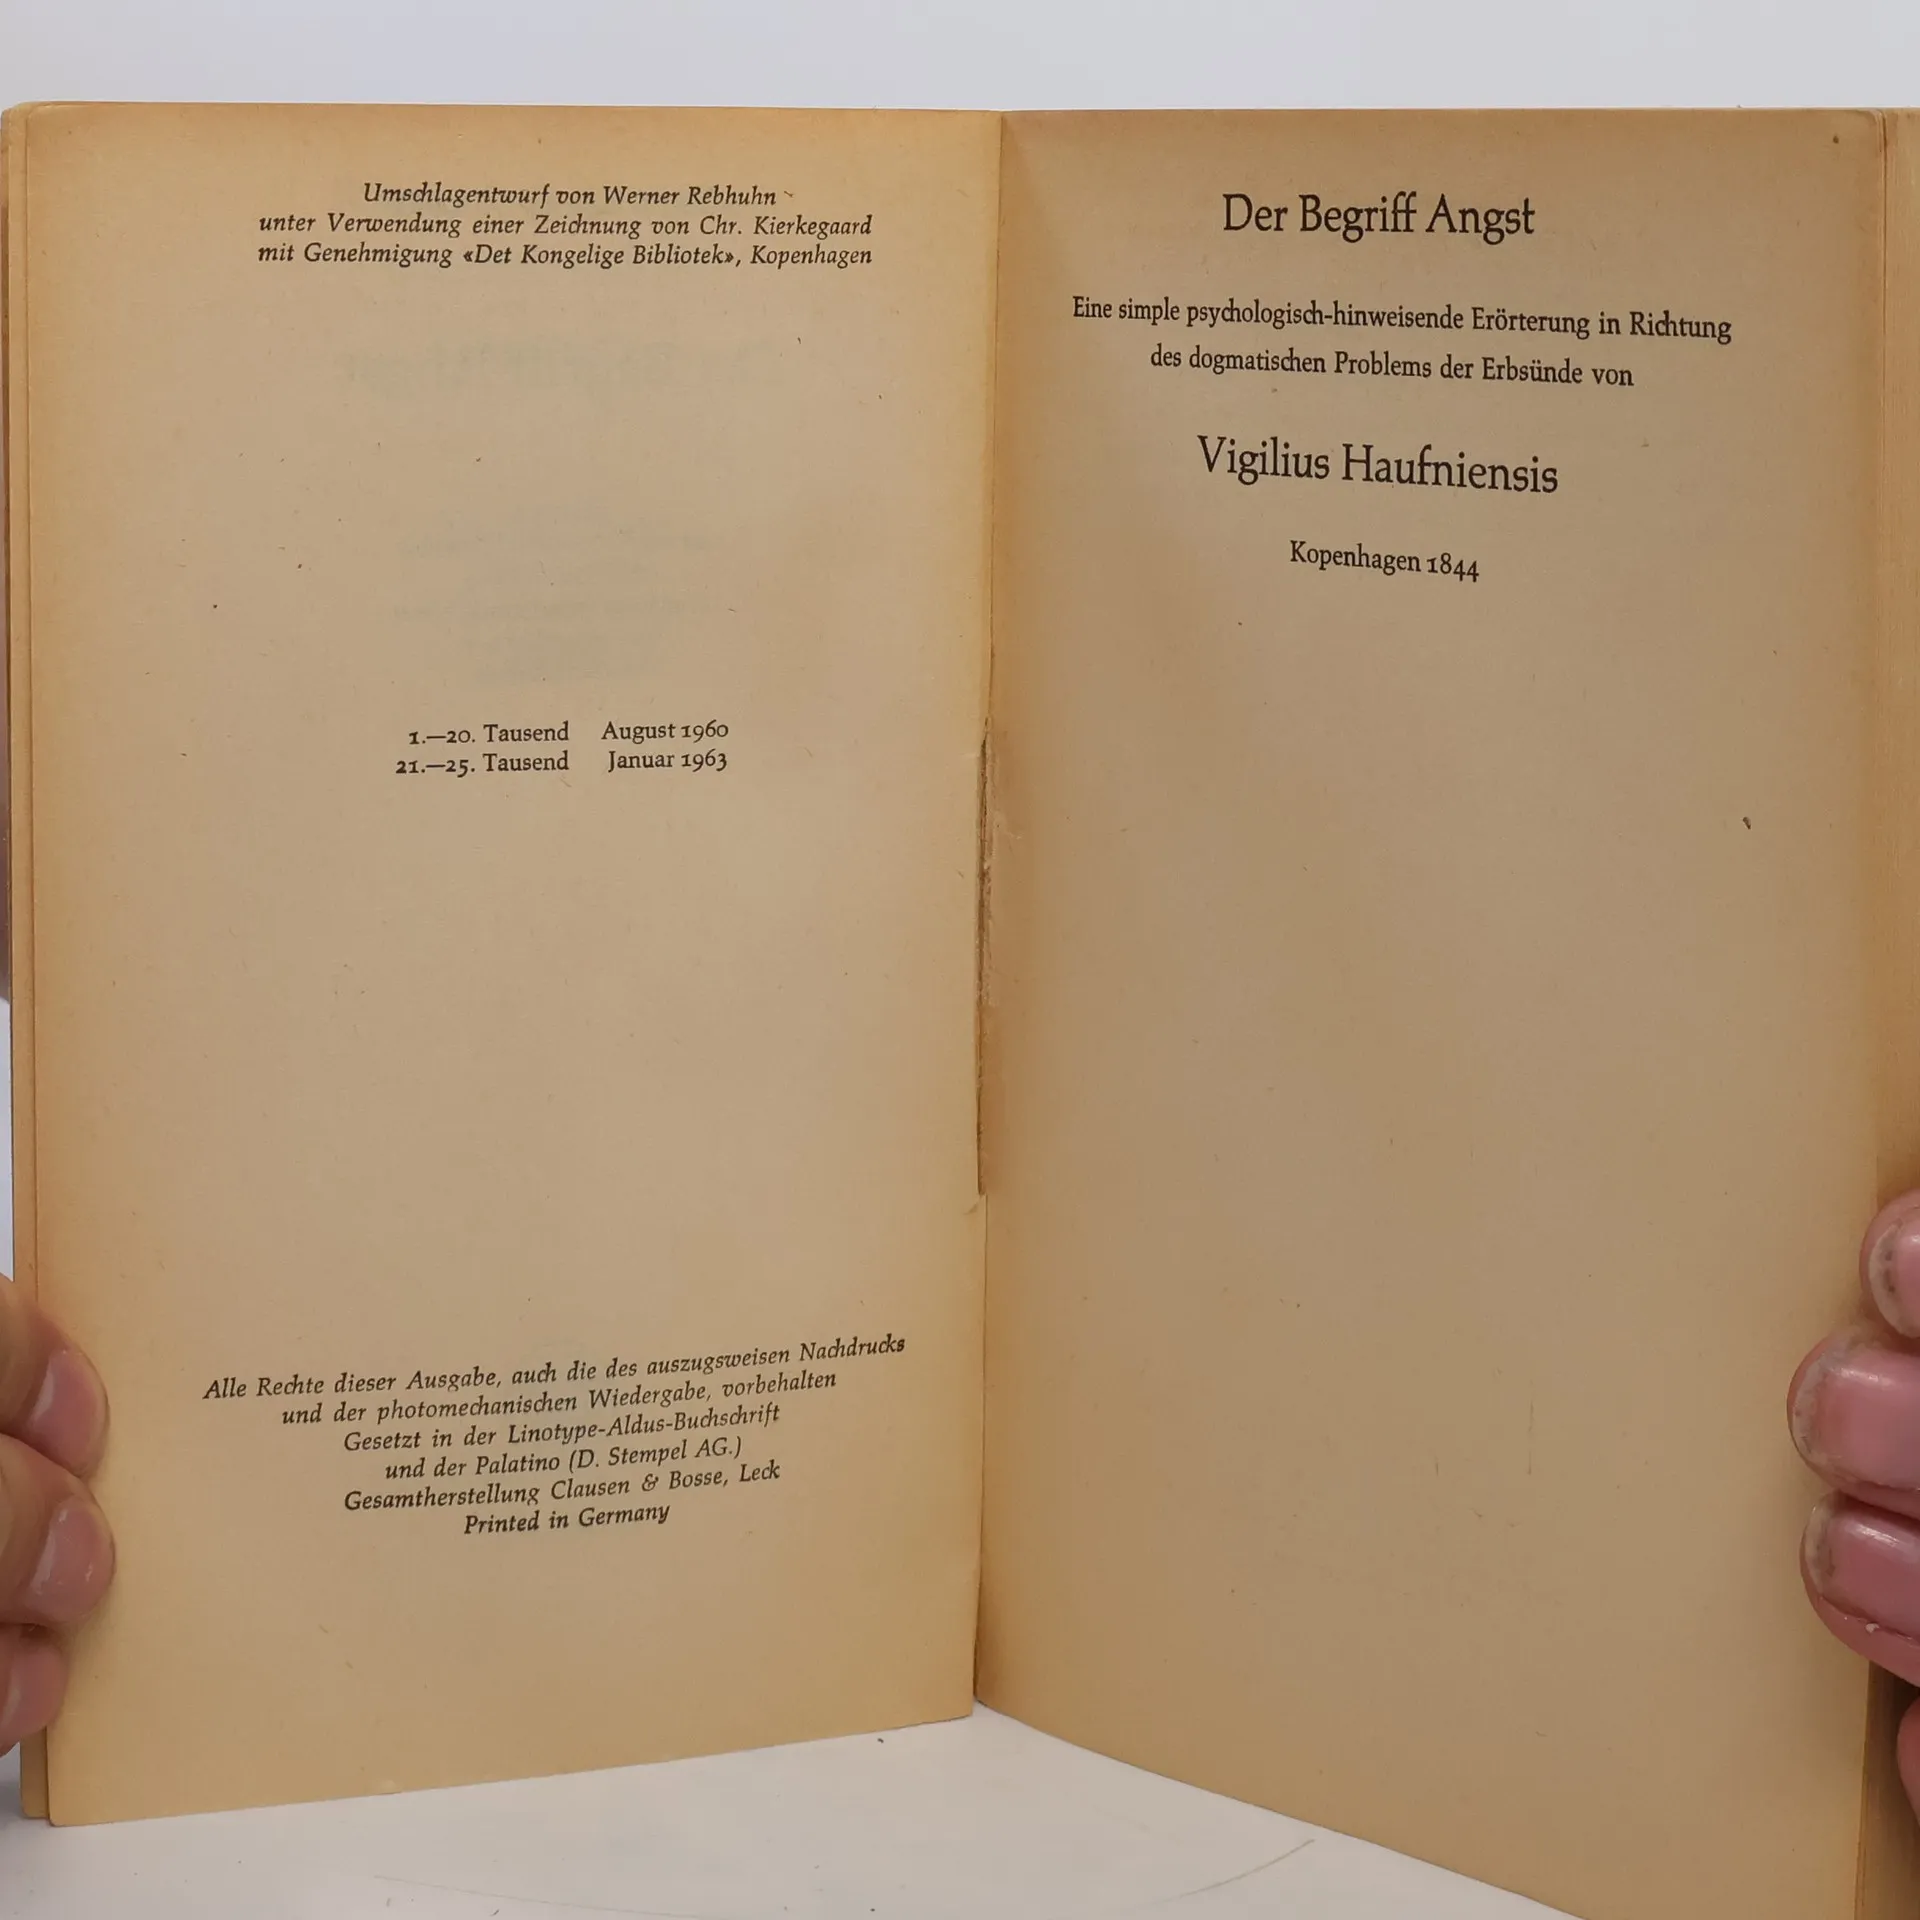 Umschlagentwurf von Werner Rebhuhn
unter Verwendung einer Zeichnung von Chr. Kierkegaard
mit Genehmigung «Det Kongelige Bibliotek», Kopenhagen
1.—20. Tausend August 1960
21.—25. Tausend Januar 1963
Alle Rechte dieser Ausgabe, auch die des auszugsweisen Nachdrucks
und der photomechanischen Wiedergabe, vorbehalten
Gesetzt in der Linotype-Aldus-Buchschrift
und der Palatino (D. Stempel AG.)
Gesamtherstellung Clausen & Bosse, Leck
Printed in Germany
Der Begriff Angst
Eine simple psychologisch-hinweisende Erörterung in Richtung
des dogmatischen Problems der Erbsünde von
Vigilius Haufniensis
Kopenhagen 1844